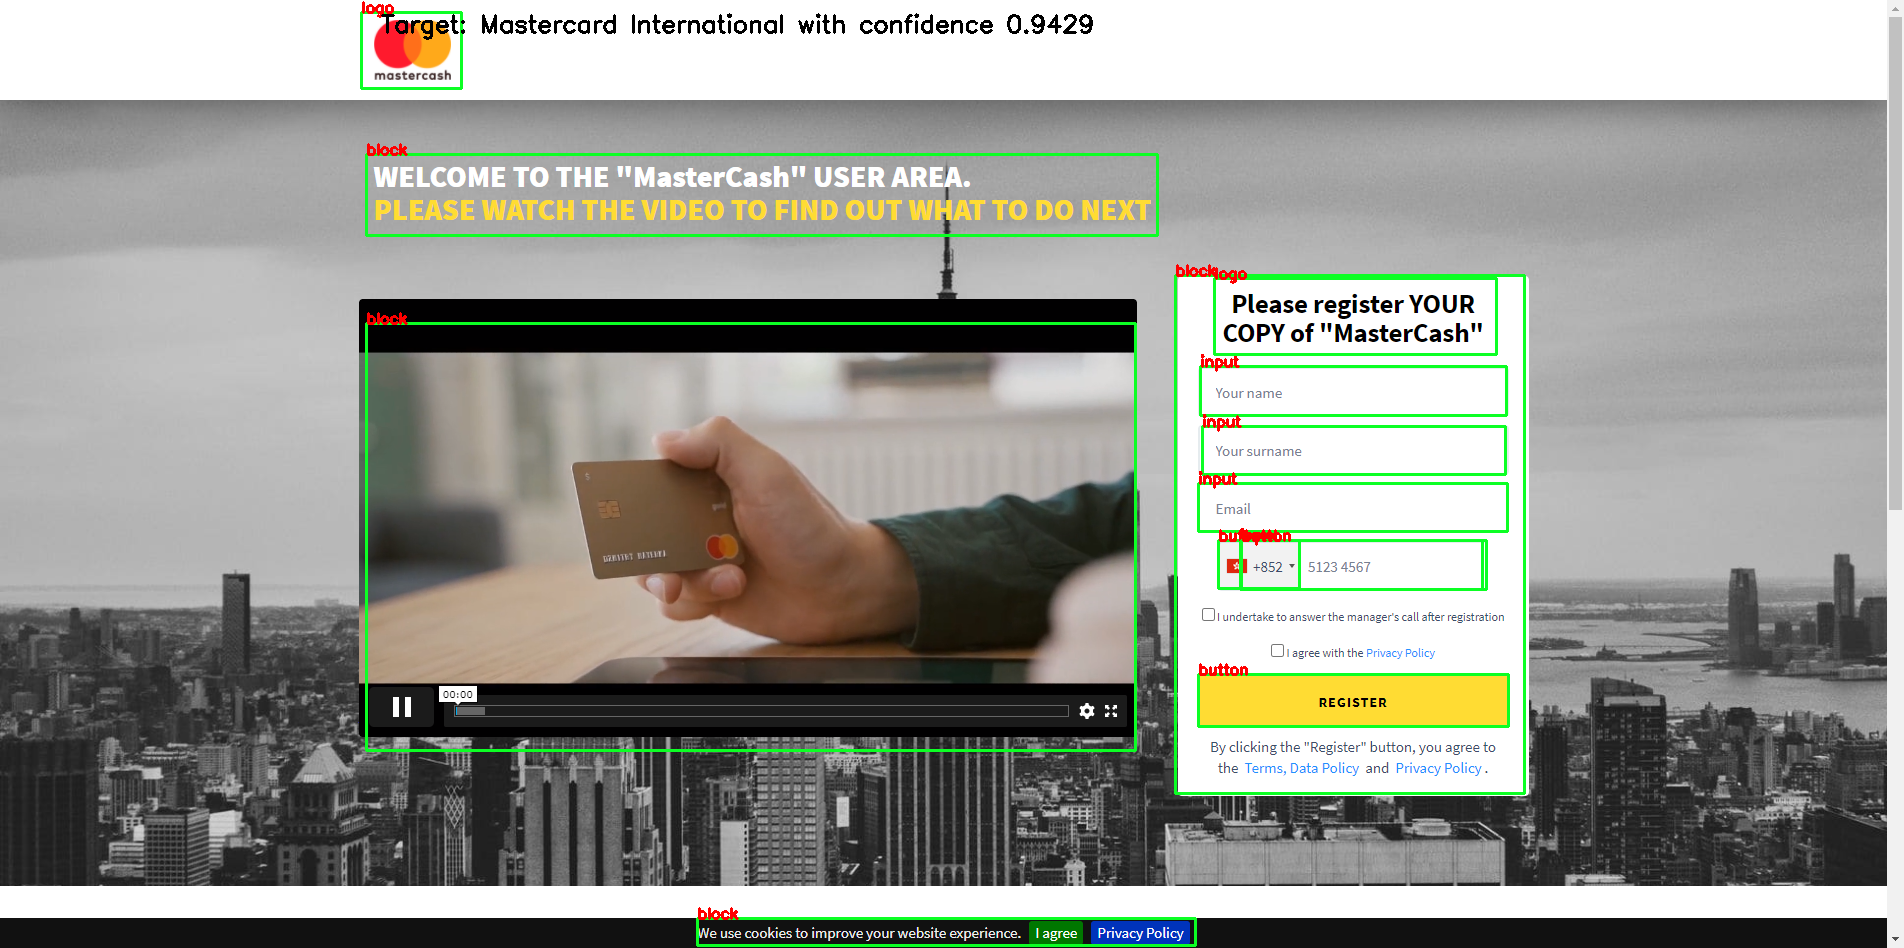 logo
Target: Mastercard International with confidence 0.9429
mastercash
block
WELCOME TO THE "MasterCash" USER AREA.
PLEASE WATCH THE VIDEO TO FIND OUT WHAT TO DO NEXT
block
00:00
block
logo
Please register YOUR
COPY of "MasterCash"
input
Your name
input
Your surname
input
Email
button
+852
5123 4567
I undertake to answer the manager's call after registration
I agree with the Privacy Policy
button
REGISTER
By clicking the "Register" button, you agree to
the Terms, Data Policy and Privacy Policy .
block
We use cookies to improve your website experience. I agree Privacy Policy